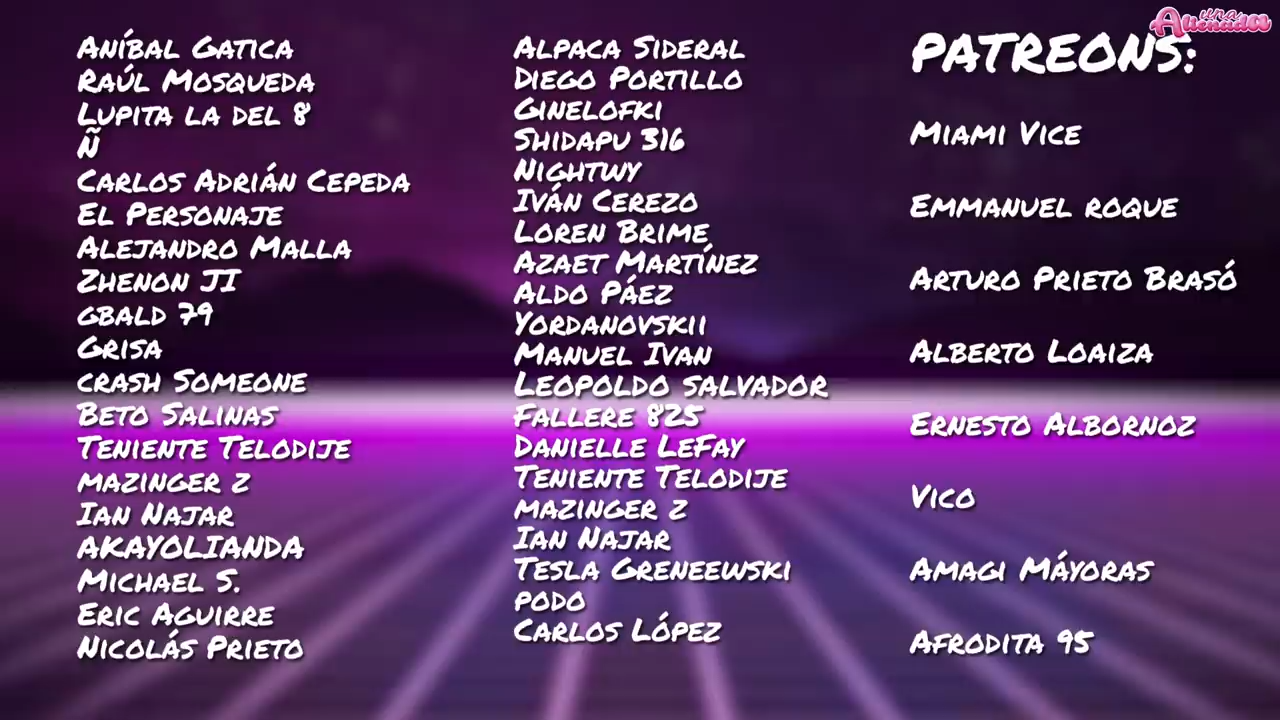 Aníbal Gatica
Raúl Mosqueda
Lupita la del 8
Ñ
Carlos Adrián Cepeda
El Personaje
Alejandro Malla
Zhenon JI
gbald 79
Grisa
crash Someone
Beto Salinas
Teniente Telodije
mazinger z
Ian Najar
AKAYOLIANDA
Michael S.
Eric Aguirre
Nicolás Prieto
Alpaca Sideral
Diego Portillo
Ginelofki
Shidapu 316
Nightwy
Iván Cerezo
Loren Brime
Azaet Martínez
Aldo Páez
Yordanovskii
Manuel Ivan
Leopoldo salvador
Fallere 825
Danielle LeFay
Teniente Telodije
mazinger z
Ian Najar
Tesla Greneewski
podo
Carlos López
PATREONS:
Miami Vice
Emmanuel roque
Arturo Prieto Brasó
Alberto Loaiza
Ernesto Albornoz
Vico
Amagi Máyoras
Afrodita 95
una